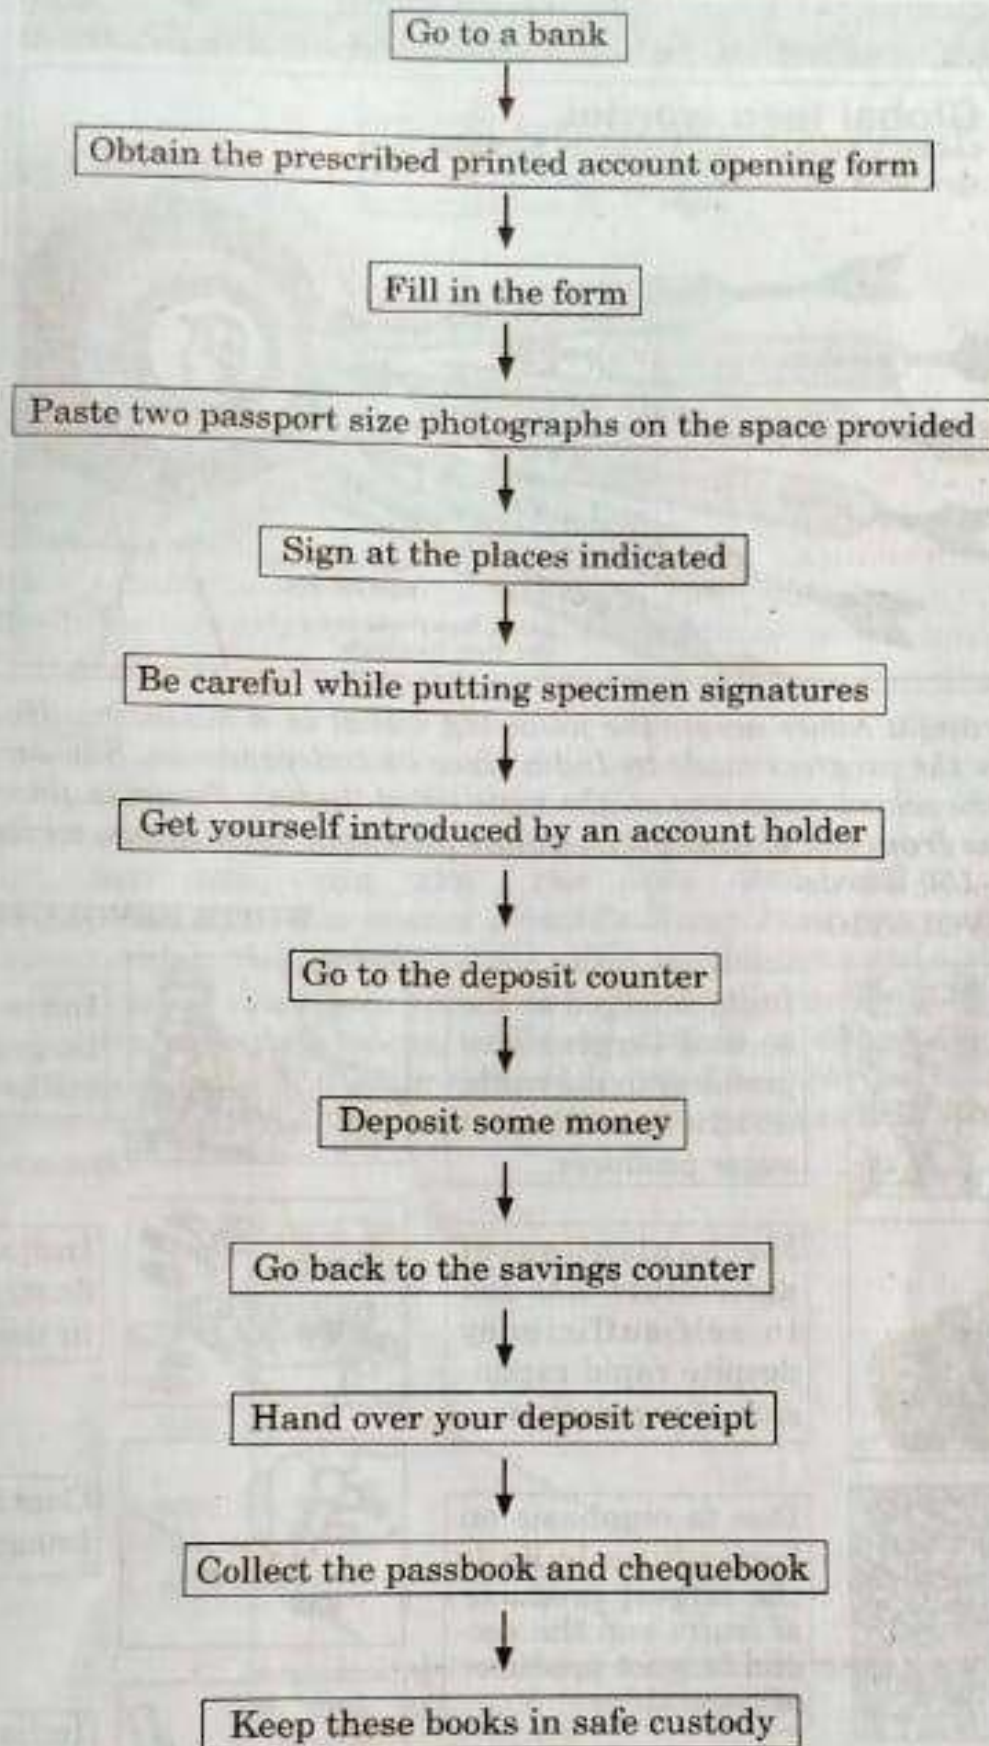 Go to a bank
Obtain the prescribed printed account opening form
Fill in the form
Paste two passport size photographs on the space provided
Sign at the places indicated
Be careful while putting specimen signatures
Get yourself introduced by an account holder
Go to the deposit counter
Deposit some money
Go back to the savings counter
Hand over your deposit receipt
Collect the passbook and chequebook
Keep these books in safe custody